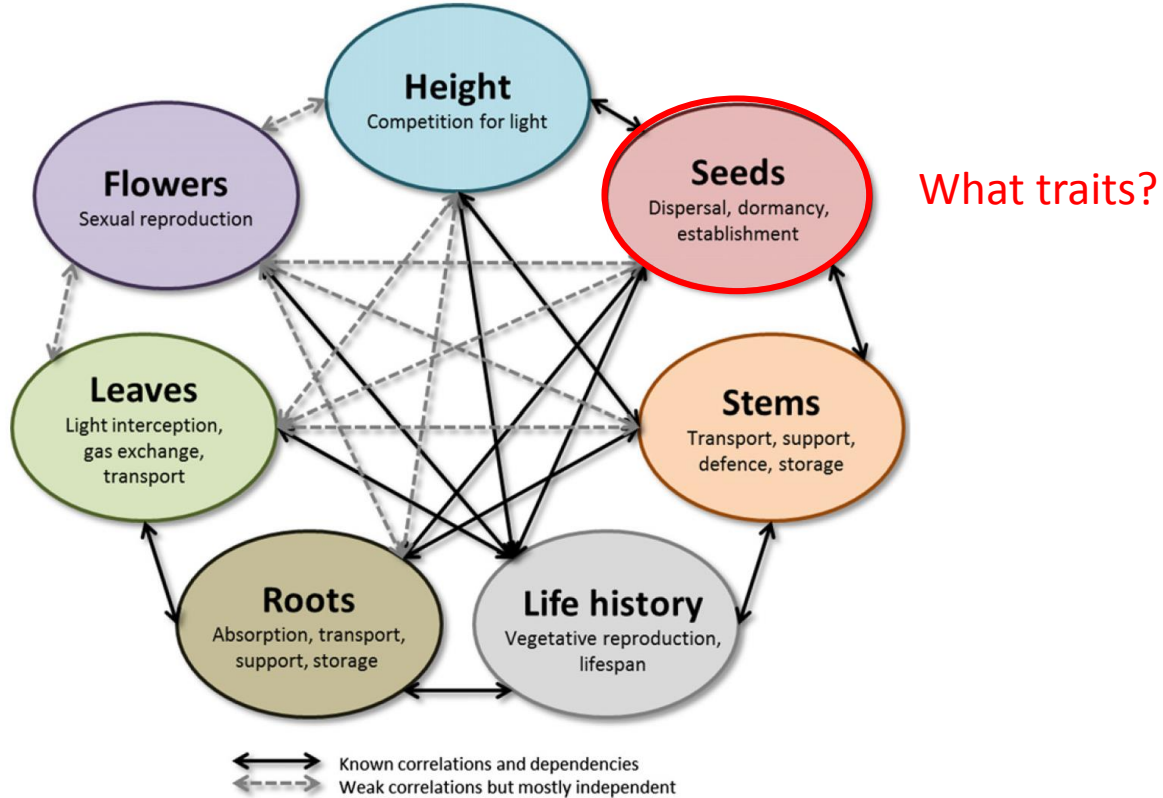 Height
Competition for light
Flowers
Sexual reproduction
Seeds
Dispersal, dormancy,
establishment
What traits?
Leaves
Light interception,
gas exchange,
transport
Stems
Transport, support,
defence, storage
Roots
Absorption, transport,
support, storage
Life history
Vegetative reproduction,
lifespan
Known correlations and dependencies
Weak correlations but mostly independent